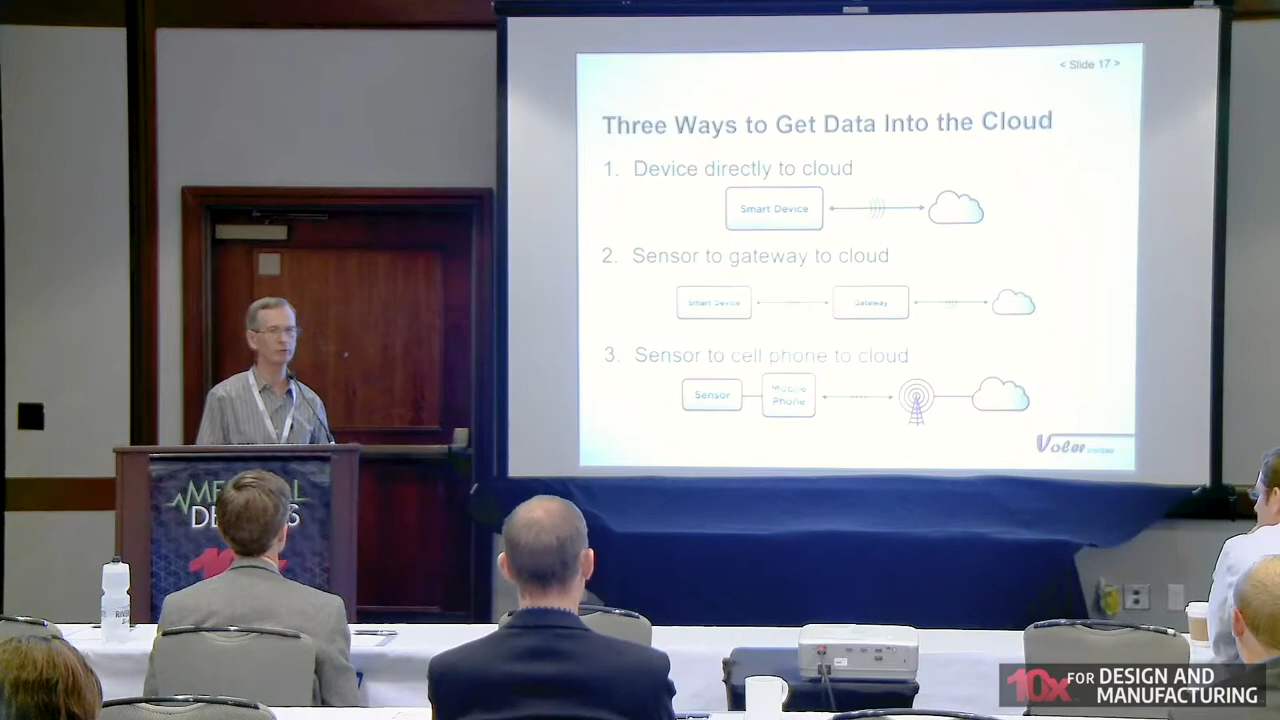 < Slide 17 >
Three Ways to Get Data Into the Cloud
1. Device directly to cloud
Smart Device
2. Sensor to gateway to cloud
Smart Device
Gateway
3. Sensor to cell phone to cloud
Sensor
Mobile
Phone
Voler
10x FOR DESIGN AND
MANUFACTURING